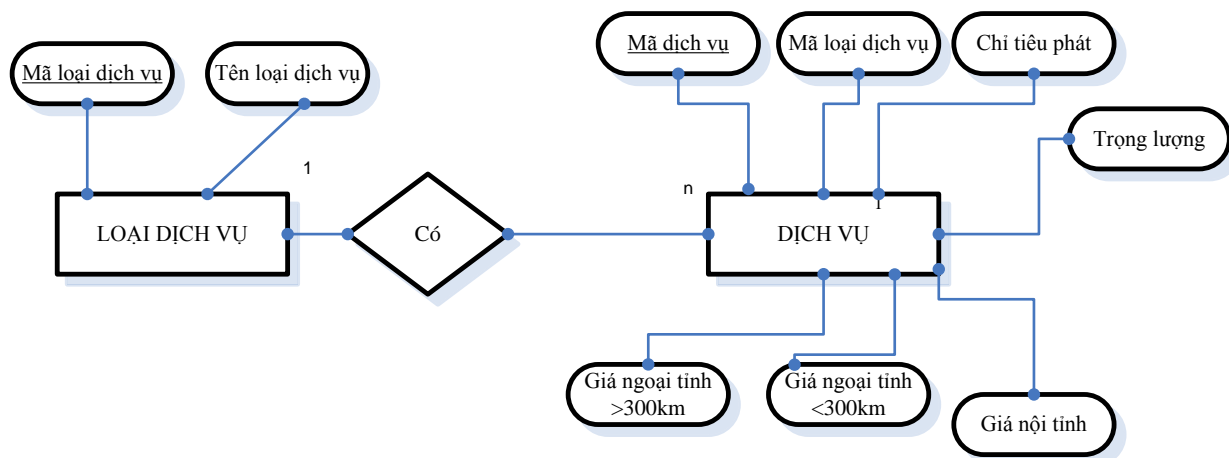 Mã loại dịch vụ
Tên loại dịch vụ
Mã dịch vụ
Mã loại dịch vụ
Chỉ tiêu phát
Trọng lượng
1
n
LOẠI DỊCH VỤ
Có
DỊCH VỤ
Giá ngoại tỉnh
>300km
Giá ngoại tỉnh
<300km
Giá nội tỉnh